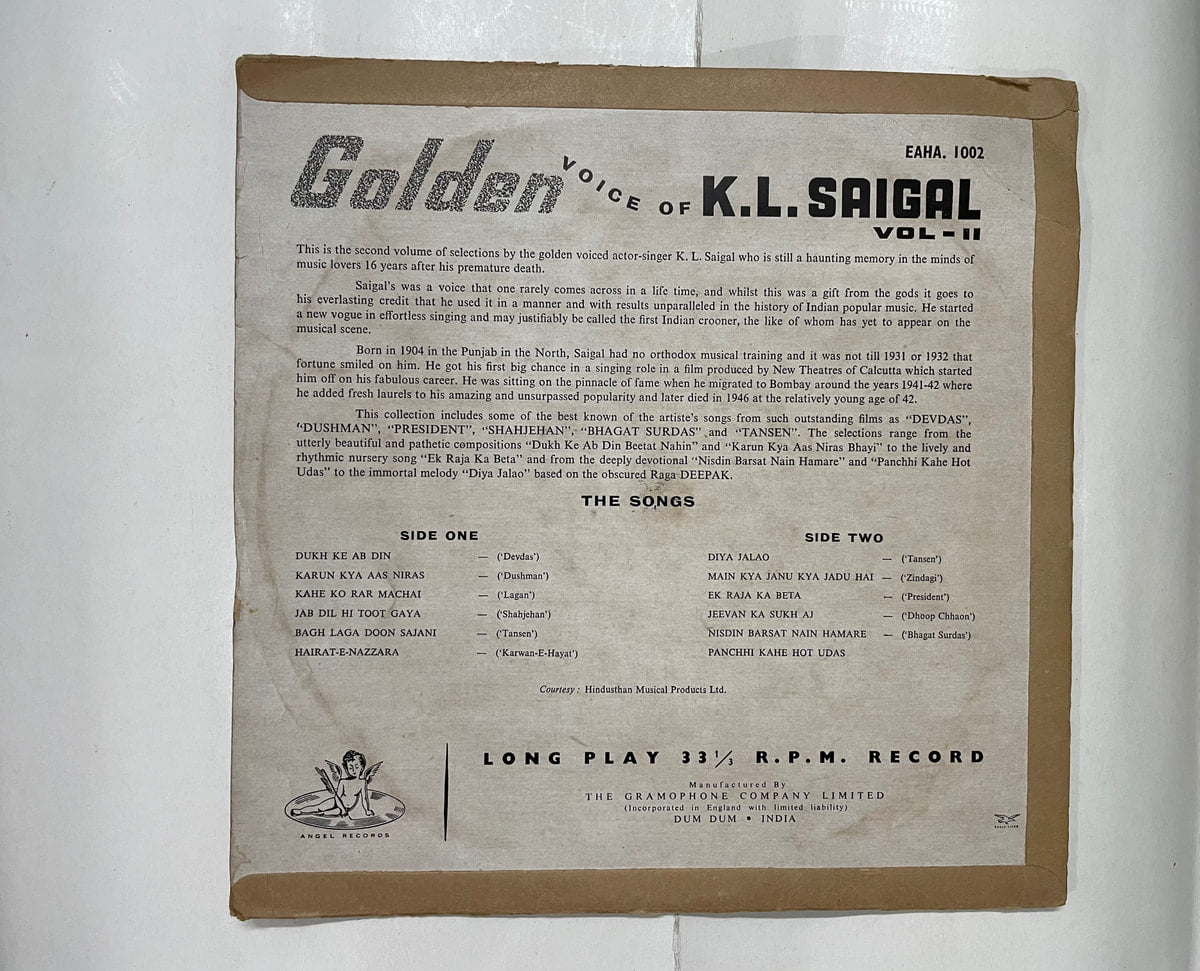 EAHA. 1002
Golden VOICE OF K.L. SAIGAL
VOL - II
This is the second volume of selections by the golden voiced actor-singer K. L. Saigal who is still a haunting memory in the minds of
music lovers 16 years after his premature death.
Saigal's was a voice that one rarely comes across in a life time, and whilst this was a gift from the gods it goes to
his everlasting credit that he used it in a manner and with results unparalleled in the history of Indian popular music. He started
a new vogue in effortless singing and may justifiably be called the first Indian crooner, the like of whom has yet to appear on the
musical scene.
Born in 1904 in the Punjab in the North, Saigal had no orthodox musical training and it was not till 1931 or 1932 that
fortune smiled on him. He got his first big chance in a singing role in a film produced by New Theatres of Calcutta which started
him off on his fabulous career. He was sitting on the pinnacle of fame when he migrated to Bombay around the years 1941-42 where
he added fresh laurels to his amazing and unsurpassed popularity and later died in 1946 at the relatively young age of 42.
This collection includes some of the best known of the artiste's songs from such outstanding films as "DEVDAS",
"DUSHMAN", "PRESIDENT", "SHAHJEHAN", "BHAGAT SURDAS" and "TANSEN". The selections range from the
utterly beautiful and pathetic compositions "Dukh Ke Ab Din Beetat Nahin" and "Karun Kya Aas Niras Bhayi" to the lively and
rhythmic nursery song "Ek Raja Ka Beta" and from the deeply devotional "Nisdin Barsat Nain Hamare" and "Panchhi Kahe Hot
Udas" to the immortal melody "Diya Jalao" based on the obscured Raga DEEPAK.
THE SONGS
SIDE ONE
DUKH KE AB DIN — ('Devdas')
KARUN KYA AAS NIRAS — ('Dushman')
KAHE KO RAR MACHAI — ('Lagan')
JAB DIL HI TOOT GAYA — ('Shahjehan')
BAGH LAGA DOON SAJANI — ('Tansen')
HAIRAT-E-NAZZARA — ('Karwan-E-Hayat')
SIDE TWO
DIYA JALAO — ('Tansen')
MAIN KYA JANU KYA JADU HAI — ('Zindagi')
EK RAJA KA BETA — ('President')
JEEVAN KA SUKH AJ — ('Dhoop Chhaon')
NISDIN BARSAT NAIN HAMARE — ('Bhagat Surdas')
PANCHHI KAHE HOT UDAS
Courtesy : Hindusthan Musical Products Ltd.
ANGEL RECORDS
LONG PLAY 33 1/3 R.P.M. RECORD
Manufactured By
THE GRAMOPHONE COMPANY LIMITED
(Incorporated in England with limited liability)
DUM DUM • INDIA